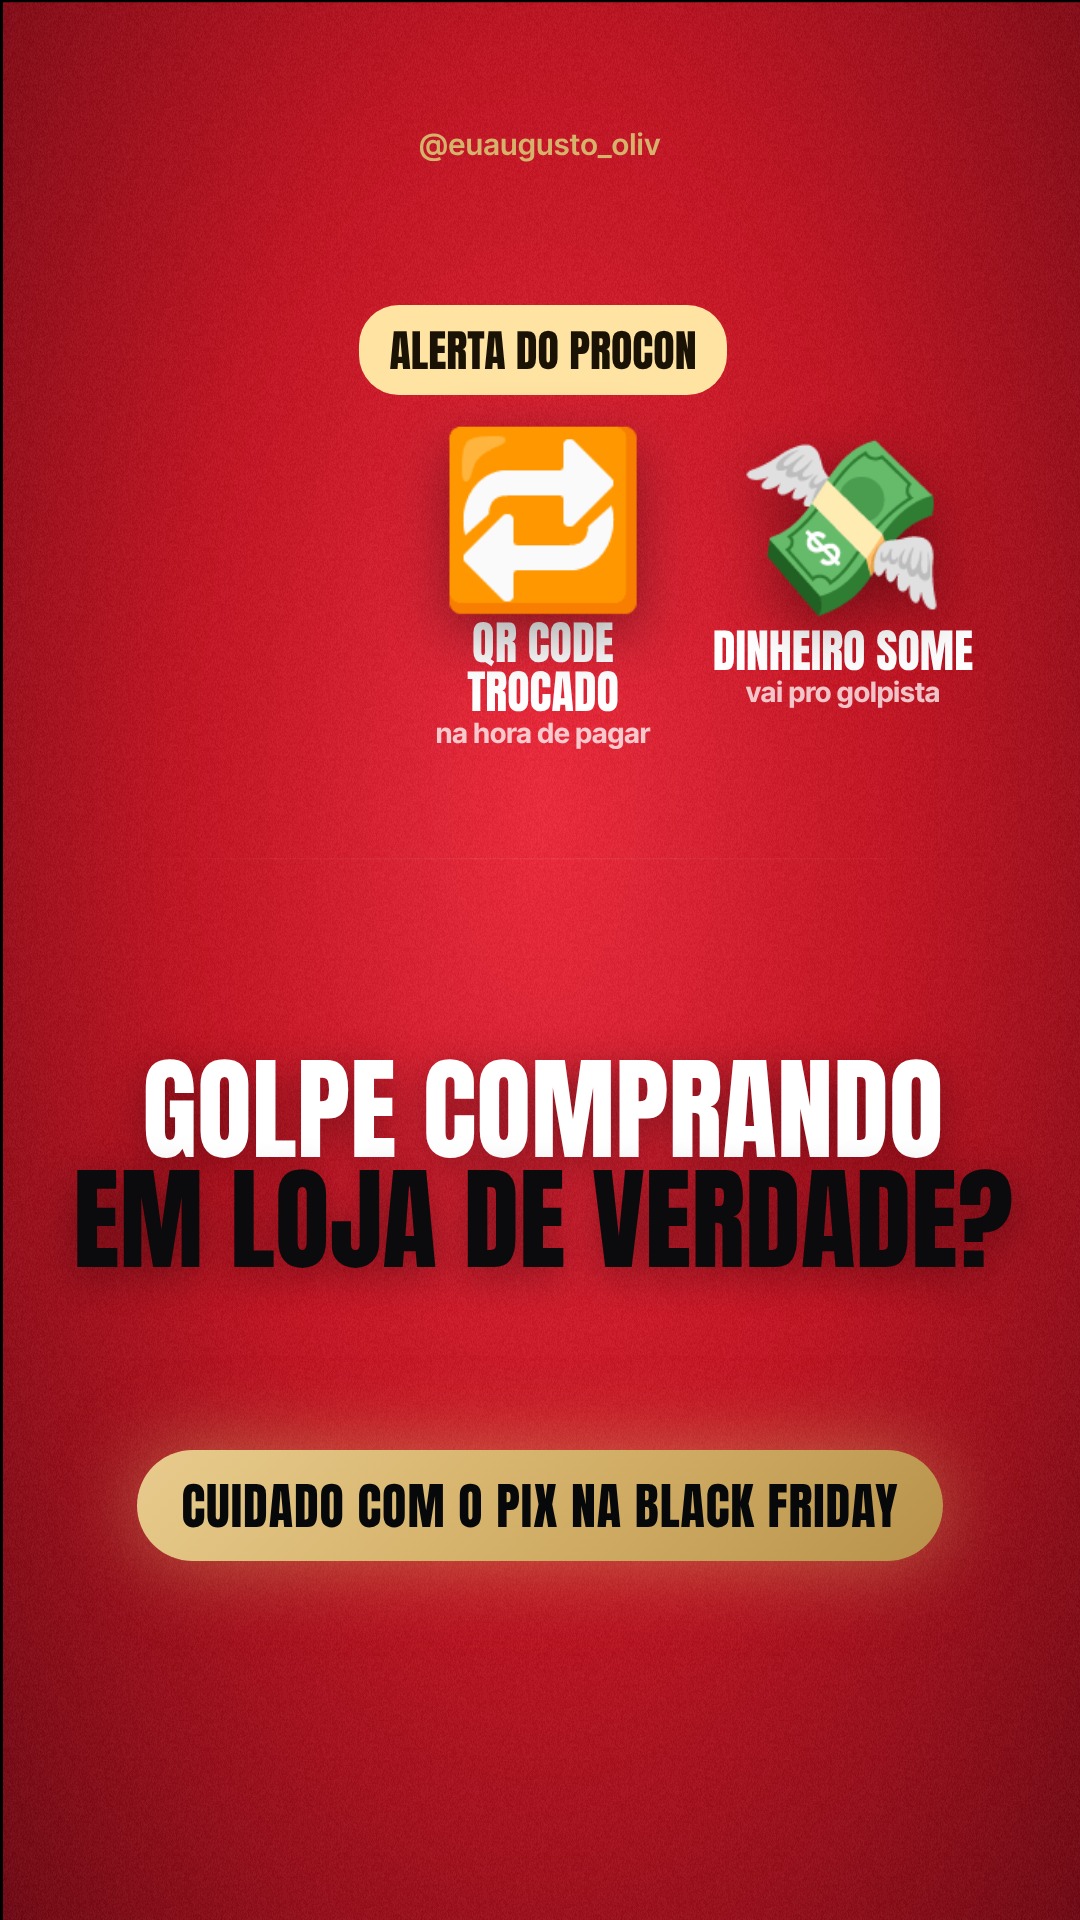 @euaugusto_oliv
ALERTA DO PROCON
QR CODE
TROCADO
na hora de pagar
DINHEIRO SOME
vai pro golpista
GOLPE COMPRANDO
EM LOJA DE VERDADE?
CUIDADO COM O PIX NA BLACK FRIDAY